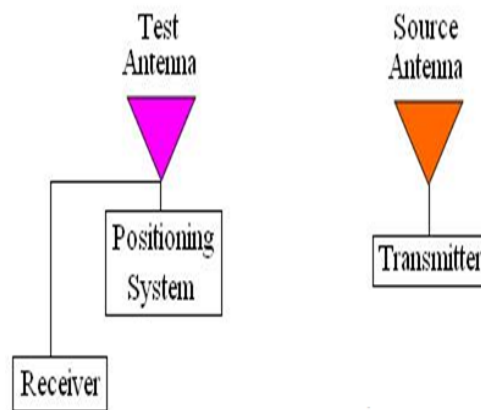 Test
Antenna
Source
Antenna
Positioning
System
Transmitter
Receiver